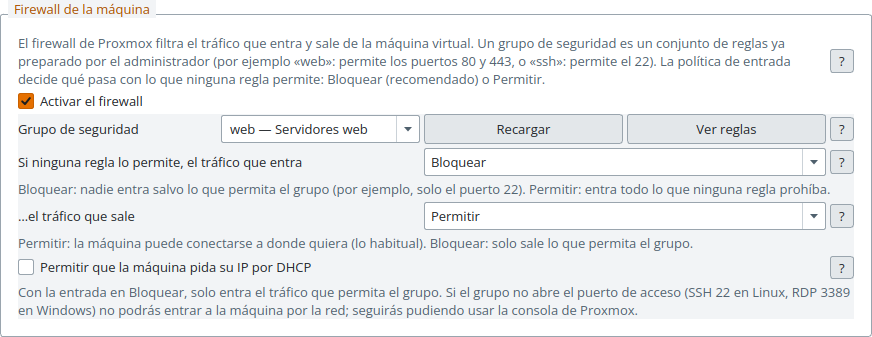 Firewall de la máquina
El firewall de Proxmox filtra el tráfico que entra y sale de la máquina virtual. Un grupo de seguridad es un conjunto de reglas ya
preparado por el administrador (por ejemplo «web»: permite los puertos 80 y 443, o «ssh»: permite el 22). La política de entrada
decide qué pasa con lo que ninguna regla permite: Bloquear (recomendado) o Permitir.
?
Activar el firewall
Grupo de seguridad web — Servidores web Recargar Ver reglas ?
Si ninguna regla lo permite, el tráfico que entra Bloquear ?
Bloquear: nadie entra salvo lo que permita el grupo (por ejemplo, solo el puerto 22). Permitir: entra todo lo que ninguna regla prohíba.
...el tráfico que sale Permitir ?
Permitir: la máquina puede conectarse a donde quiera (lo habitual). Bloquear: solo sale lo que permita el grupo.
Permitir que la máquina pida su IP por DHCP ?
Con la entrada en Bloquear, solo entra el tráfico que permita el grupo. Si el grupo no abre el puerto de acceso (SSH 22 en Linux, RDP 3389
en Windows) no podrás entrar a la máquina por la red; seguirás pudiendo usar la consola de Proxmox.